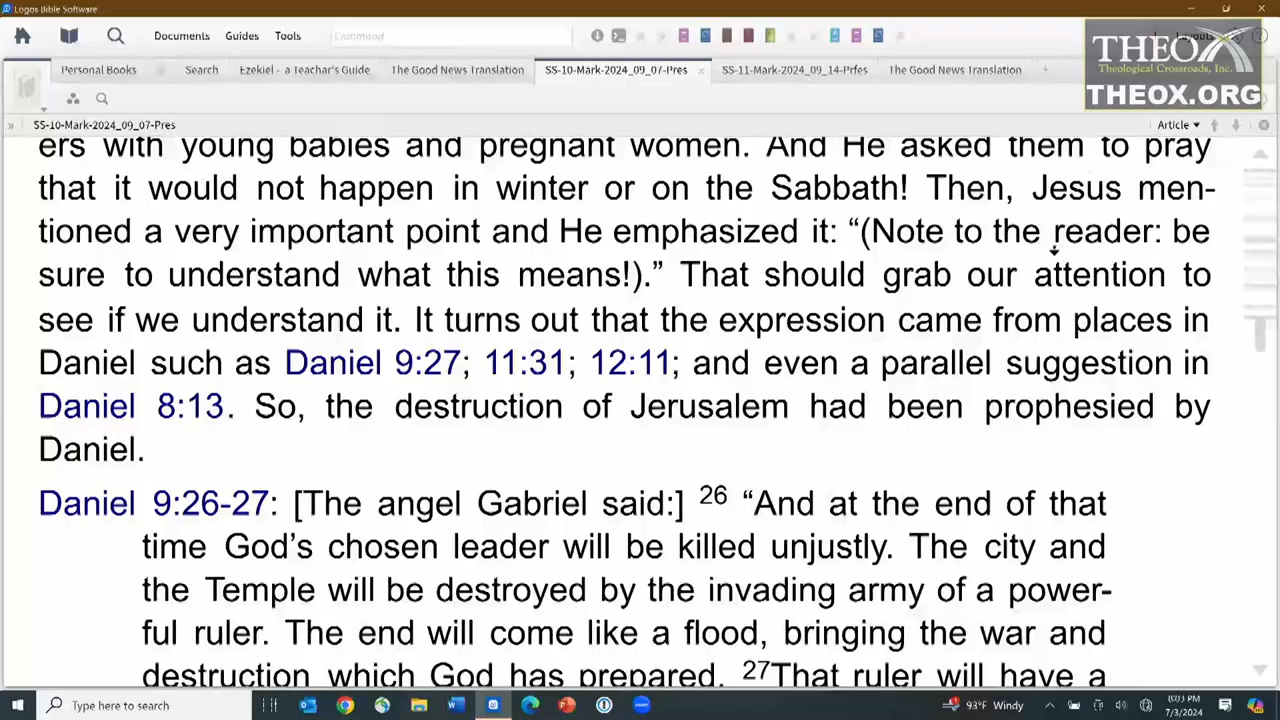 Logos Bible Software
Documents Guides Tools Command
Layouts
THEOX
Theological Crossroads, Inc.
THEOX.ORG
Personal Books Search Ezekiel - a Teacher's Guide The Good News Translation SS-10-Mark-2024_09_07-Pres SS-11-Mark-2024_09_14-Prfes The Good News Translation
SS-10-Mark-2024_09_07-Pres Article
ers with young babies and pregnant women. And He asked them to pray
that it would not happen in winter or on the Sabbath! Then, Jesus men-
tioned a very important point and He emphasized it: “(Note to the reader: be
sure to understand what this means!).” That should grab our attention to
see if we understand it. It turns out that the expression came from places in
Daniel such as Daniel 9:27; 11:31; 12:11; and even a parallel suggestion in
Daniel 8:13. So, the destruction of Jerusalem had been prophesied by
Daniel.
Daniel 9:26-27: [The angel Gabriel said:] 26 “And at the end of that
time God’s chosen leader will be killed unjustly. The city and
the Temple will be destroyed by the invading army of a power-
ful ruler. The end will come like a flood, bringing the war and
destruction which God has prepared. 27That ruler will have a
Type here to search 93°F Windy 8:03 PM
7/3/2024